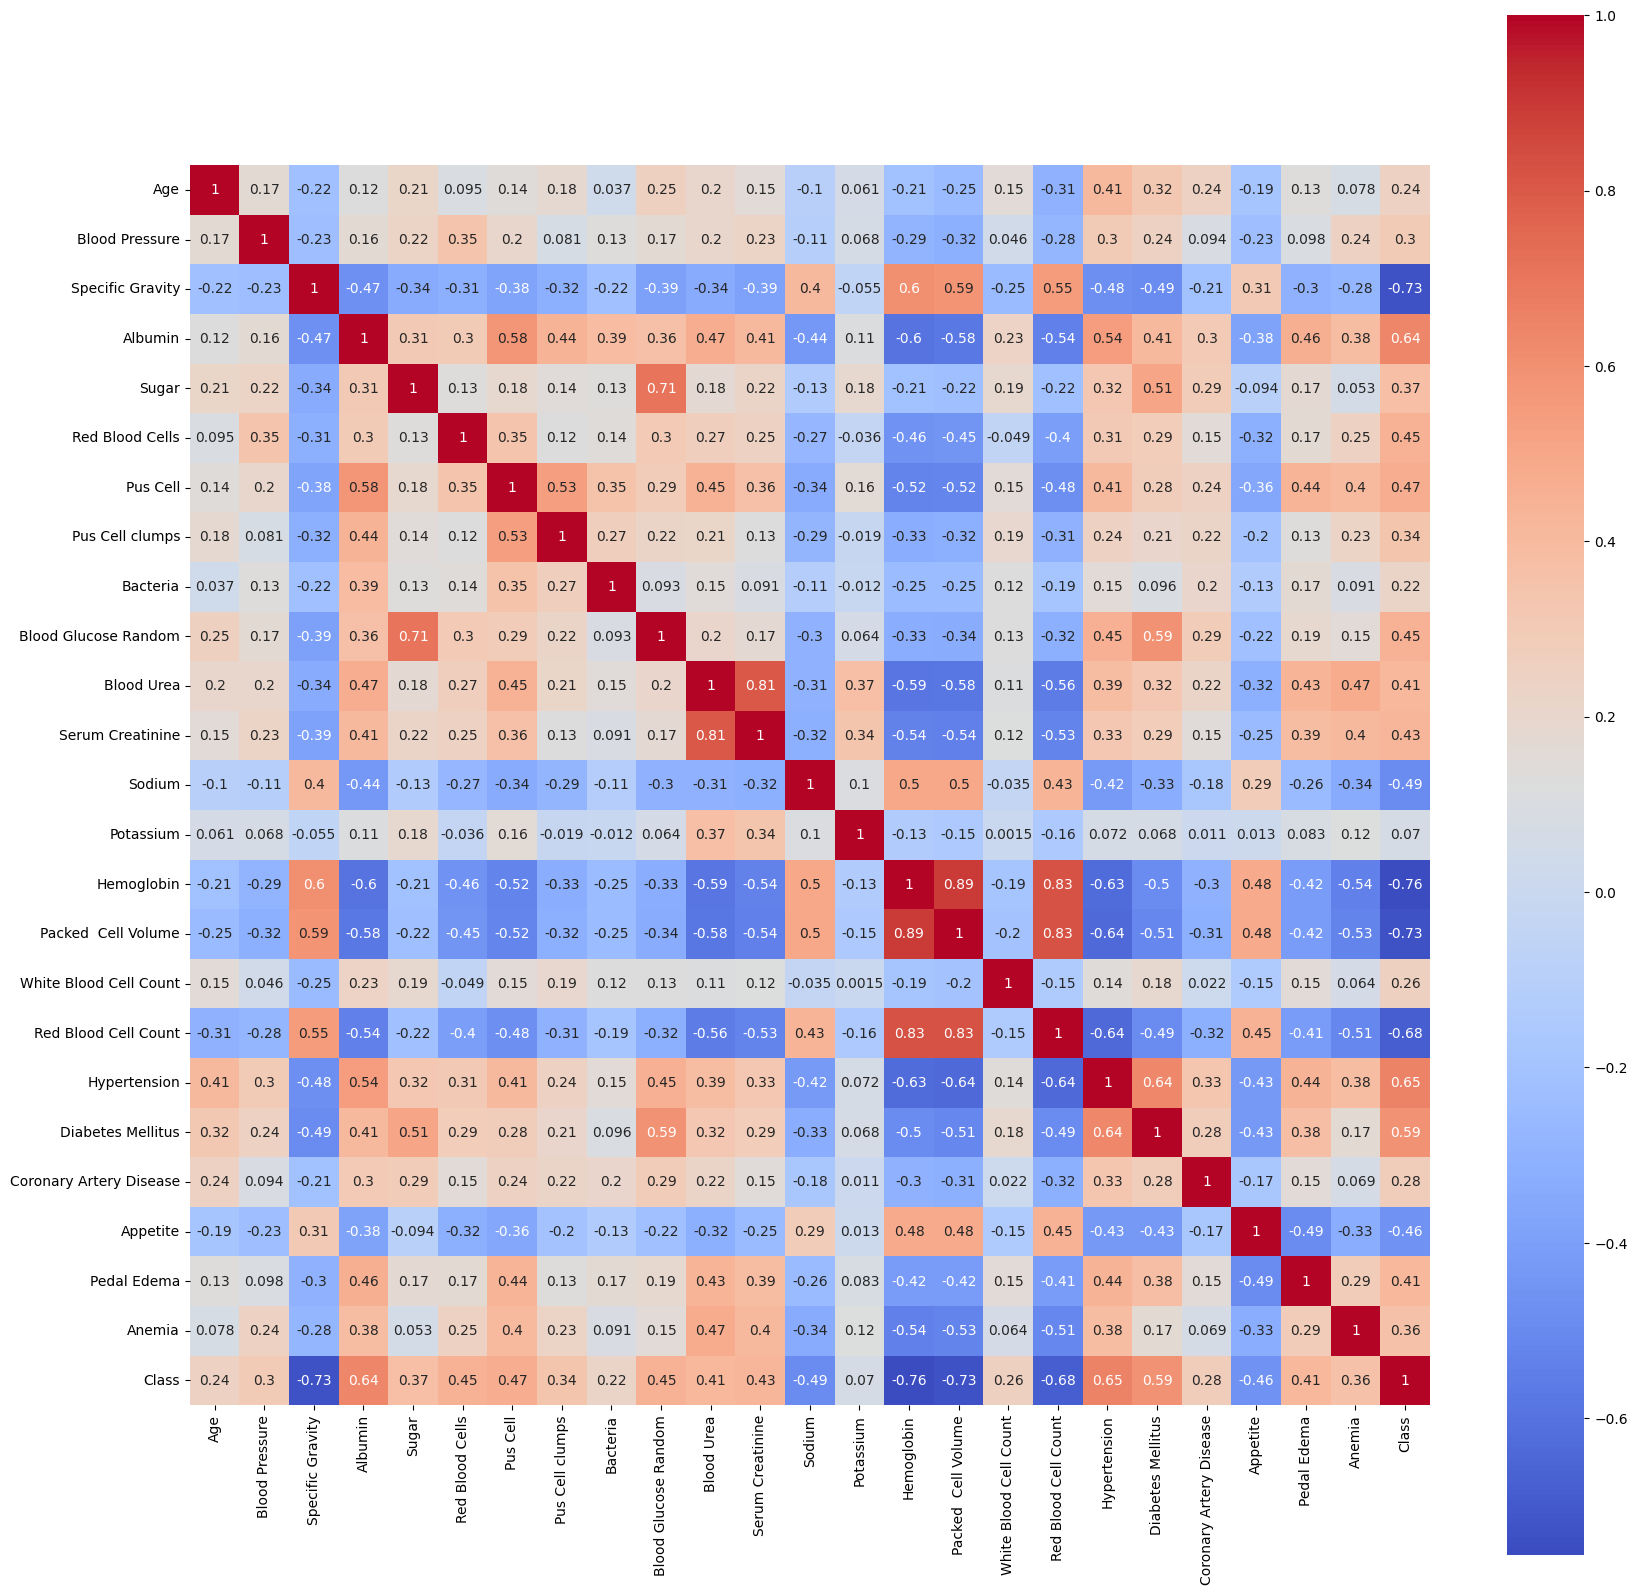 1.0
Age 1 0.17 -0.22 0.12 0.21 0.095 0.14 0.18 0.037 0.25 0.2 0.15 -0.1 0.061 -0.21 -0.25 0.15 -0.31 0.41 0.32 0.24 -0.19 0.13 0.078 0.24
0.8
Blood Pressure 0.17 1 -0.23 0.16 0.22 0.35 0.2 0.081 0.13 0.17 0.2 0.23 -0.11 0.068 -0.29 -0.32 0.046 -0.28 0.3 0.24 0.094 -0.23 0.098 0.24 0.3
Specific Gravity -0.22 -0.23 1 -0.47 -0.34 -0.31 -0.38 -0.32 -0.22 -0.39 -0.34 -0.39 0.4 -0.055 0.6 0.59 -0.25 0.55 -0.48 -0.49 -0.21 0.31 -0.3 -0.28 -0.73
Albumin 0.12 0.16 -0.47 1 0.31 0.3 0.58 0.44 0.39 0.36 0.47 0.41 -0.44 0.11 -0.6 -0.58 0.23 -0.54 0.54 0.41 0.3 -0.38 0.46 0.38 0.64
0.6
Sugar 0.21 0.22 -0.34 0.31 1 0.13 0.18 0.14 0.13 0.71 0.18 0.22 -0.13 0.18 -0.21 -0.22 0.19 -0.22 0.32 0.51 0.29 -0.094 0.17 0.053 0.37
Red Blood Cells 0.095 0.35 -0.31 0.3 0.13 1 0.35 0.12 0.14 0.3 0.27 0.25 -0.27 -0.036 -0.46 -0.45 -0.049 -0.4 0.31 0.29 0.15 -0.32 0.17 0.25 0.45
Pus Cell 0.14 0.2 -0.38 0.58 0.18 0.35 1 0.53 0.35 0.29 0.45 0.36 -0.34 0.16 -0.52 -0.52 0.15 -0.48 0.41 0.28 0.24 -0.36 0.44 0.4 0.47
Pus Cell clumps 0.18 0.081 -0.32 0.44 0.14 0.12 0.53 1 0.27 0.22 0.21 0.13 -0.29 -0.019 -0.33 -0.32 0.19 -0.31 0.24 0.21 0.22 -0.2 0.13 0.23 0.34
0.4
Bacteria 0.037 0.13 -0.22 0.39 0.13 0.14 0.35 0.27 1 0.093 0.15 0.091 -0.11 -0.012 -0.25 -0.25 0.12 -0.19 0.15 0.096 0.2 -0.13 0.17 0.091 0.22
Blood Glucose Random 0.25 0.17 -0.39 0.36 0.71 0.3 0.29 0.22 0.093 1 0.2 0.17 -0.3 0.064 -0.33 -0.34 0.13 -0.32 0.45 0.59 0.29 -0.22 0.19 0.15 0.45
Blood Urea 0.2 0.2 -0.34 0.47 0.18 0.27 0.45 0.21 0.15 0.2 1 0.81 -0.31 0.37 -0.59 -0.58 0.11 -0.56 0.39 0.32 0.22 -0.32 0.43 0.47 0.41
0.2
Serum Creatinine 0.15 0.23 -0.39 0.41 0.22 0.25 0.36 0.13 0.091 0.17 0.81 1 -0.32 0.34 -0.54 -0.54 0.12 -0.53 0.33 0.29 0.15 -0.25 0.39 0.4 0.43
Sodium -0.1 -0.11 0.4 -0.44 -0.13 -0.27 -0.34 -0.29 -0.11 -0.3 -0.31 -0.32 1 0.1 0.5 0.5 -0.035 0.43 -0.42 -0.33 -0.18 0.29 -0.26 -0.34 -0.49
Potassium 0.061 0.068 -0.055 0.11 0.18 -0.036 0.16 -0.019 -0.012 0.064 0.37 0.34 0.1 1 -0.13 -0.15 0.0015 -0.16 0.072 0.068 0.011 0.013 0.083 0.12 0.07
Hemoglobin -0.21 -0.29 0.6 -0.6 -0.21 -0.46 -0.52 -0.33 -0.25 -0.33 -0.59 -0.54 0.5 -0.13 1 0.89 -0.19 0.83 -0.63 -0.5 -0.3 0.48 -0.42 -0.54 -0.76
0.0
Packed  Cell Volume -0.25 -0.32 0.59 -0.58 -0.22 -0.45 -0.52 -0.32 -0.25 -0.34 -0.58 -0.54 0.5 -0.15 0.89 1 -0.2 0.83 -0.64 -0.51 -0.31 0.48 -0.42 -0.53 -0.73
White Blood Cell Count 0.15 0.046 -0.25 0.23 0.19 -0.049 0.15 0.19 0.12 0.13 0.11 0.12 -0.035 0.0015 -0.19 -0.2 1 -0.15 0.14 0.18 0.022 -0.15 0.15 0.064 0.26
Red Blood Cell Count -0.31 -0.28 0.55 -0.54 -0.22 -0.4 -0.48 -0.31 -0.19 -0.32 -0.56 -0.53 0.43 -0.16 0.83 0.83 -0.15 1 -0.64 -0.49 -0.32 0.45 -0.41 -0.51 -0.68
−0.2
Hypertension 0.41 0.3 -0.48 0.54 0.32 0.31 0.41 0.24 0.15 0.45 0.39 0.33 -0.42 0.072 -0.63 -0.64 0.14 -0.64 1 0.64 0.33 -0.43 0.44 0.38 0.65
Diabetes Mellitus 0.32 0.24 -0.49 0.41 0.51 0.29 0.28 0.21 0.096 0.59 0.32 0.29 -0.33 0.068 -0.5 -0.51 0.18 -0.49 0.64 1 0.28 -0.43 0.38 0.17 0.59
Coronary Artery Disease 0.24 0.094 -0.21 0.3 0.29 0.15 0.24 0.22 0.2 0.29 0.22 0.15 -0.18 0.011 -0.3 -0.31 0.022 -0.32 0.33 0.28 1 -0.17 0.15 0.069 0.28
Appetite -0.19 -0.23 0.31 -0.38 -0.094 -0.32 -0.36 -0.2 -0.13 -0.22 -0.32 -0.25 0.29 0.013 0.48 0.48 -0.15 0.45 -0.43 -0.43 -0.17 1 -0.49 -0.33 -0.46
−0.4
Pedal Edema 0.13 0.098 -0.3 0.46 0.17 0.17 0.44 0.13 0.17 0.19 0.43 0.39 -0.26 0.083 -0.42 -0.42 0.15 -0.41 0.44 0.38 0.15 -0.49 1 0.29 0.41
Anemia 0.078 0.24 -0.28 0.38 0.053 0.25 0.4 0.23 0.091 0.15 0.47 0.4 -0.34 0.12 -0.54 -0.53 0.064 -0.51 0.38 0.17 0.069 -0.33 0.29 1 0.36
Class 0.24 0.3 -0.73 0.64 0.37 0.45 0.47 0.34 0.22 0.45 0.41 0.43 -0.49 0.07 -0.76 -0.73 0.26 -0.68 0.65 0.59 0.28 -0.46 0.41 0.36 1
−0.6
Age
Blood Pressure
Specific Gravity
Albumin
Sugar
Red Blood Cells
Pus Cell
Pus Cell clumps
Bacteria
Blood Glucose Random
Blood Urea
Serum Creatinine
Sodium
Potassium
Hemoglobin
Packed  Cell Volume
White Blood Cell Count
Red Blood Cell Count
Hypertension
Diabetes Mellitus
Coronary Artery Disease
Appetite
Pedal Edema
Anemia
Class